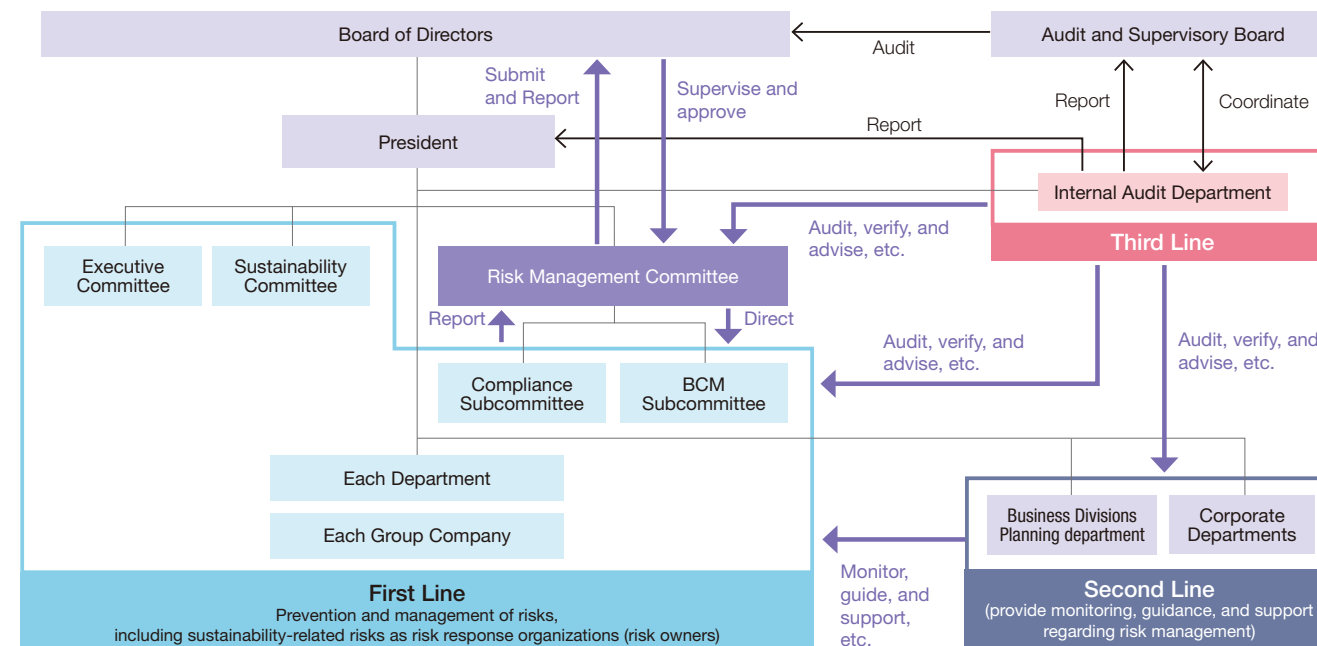 Board of Directors
Audit and Supervisory Board
Audit
Submit
and Report
Supervise and
approve
Report
Coordinate
President
Report
Internal Audit Department
Third Line
Audit, verify, and
advise, etc.
Executive
Committee
Sustainability
Committee
Risk Management Committee
Report
Direct
Audit, verify, and
advise, etc.
Audit, verify, and
advise, etc.
Compliance
Subcommittee
BCM
Subcommittee
Each Department
Each Group Company
Business Divisions
Planning department
Corporate
Departments
First Line
Prevention and management of risks,
including sustainability-related risks as risk response organizations (risk owners)
Monitor,
guide, and
support,
etc.
Second Line
(provide monitoring, guidance, and support
regarding risk management)